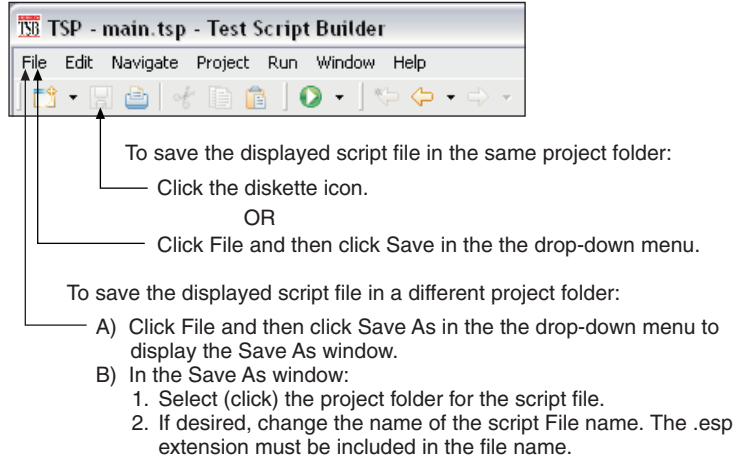 TSB TSP - main.tsp - Test Script Builder
File Edit Navigate Project Run Window Help
To save the displayed script file in the same project folder:
Click the diskette icon.
OR
Click File and then click Save in the the drop-down menu.
To save the displayed script file in a different project folder:
A) Click File and then click Save As in the the drop-down menu to
display the Save As window.
B) In the Save As window:
1. Select (click) the project folder for the script file.
2. If desired, change the name of the script File name. The .esp
extension must be included in the file name.